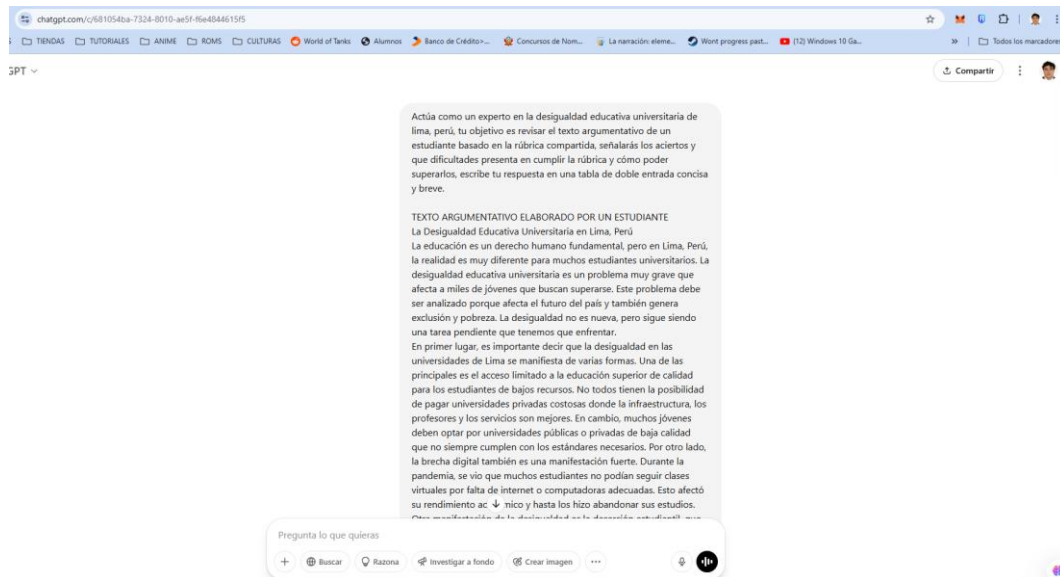 chatgpt.com/c/681054ba-7324-8010-ae5f-f6e4844615f5
TIENDAS TUTORIALES ANIME ROMS CULTURAS World of Tanks Alumnos Banco de Crédito>... Concursos de Nom... La narración: eleme... Wont progress past... (12) Windows 10 Ga... » Todos los marcadores
GPT
Compartir
Actúa como un experto en la desigualdad educativa universitaria de
lima, perú, tu objetivo es revisar el texto argumentativo de un
estudiante basado en la rúbrica compartida, señalarás los aciertos y
que dificultades presenta en cumplir la rúbrica y cómo poder
superarlos, escribe tu respuesta en una tabla de doble entrada concisa
y breve.
TEXTO ARGUMENTATIVO ELABORADO POR UN ESTUDIANTE
La Desigualdad Educativa Universitaria en Lima, Perú
La educación es un derecho humano fundamental, pero en Lima, Perú,
la realidad es muy diferente para muchos estudiantes universitarios. La
desigualdad educativa universitaria es un problema muy grave que
afecta a miles de jóvenes que buscan superarse. Este problema debe
ser analizado porque afecta el futuro del país y también genera
exclusión y pobreza. La desigualdad no es nueva, pero sigue siendo
una tarea pendiente que tenemos que enfrentar.
En primer lugar, es importante decir que la desigualdad en las
universidades de Lima se manifiesta de varias formas. Una de las
principales es el acceso limitado a la educación superior de calidad
para los estudiantes de bajos recursos. No todos tienen la posibilidad
de pagar universidades privadas costosas donde la infraestructura, los
profesores y los servicios son mejores. En cambio, muchos jóvenes
deben optar por universidades públicas o privadas de baja calidad
que no siempre cumplen con los estándares necesarios. Por otro lado,
la brecha digital también es una manifestación fuerte. Durante la
pandemia, se vio que muchos estudiantes no podían seguir clases
virtuales por falta de internet o computadoras adecuadas. Esto afectó
su rendimiento ac mico y hasta los hizo abandonar sus estudios.
Otra manifestación de la desigualdad es la deserción estudiantil, que
Pregunta lo que quieras
+ Buscar Razona Investigar a fondo Crear imagen ...